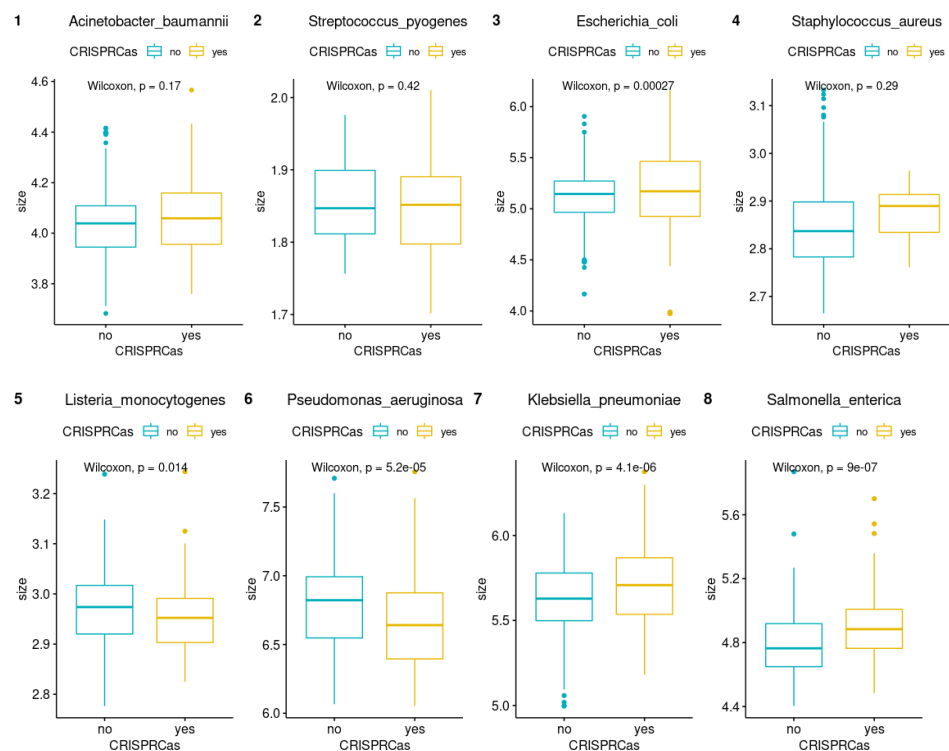 1 Acinetobacter_baumannii
CRISPRCas no yes
Wilcoxon, p = 0.17
4.6
4.4
4.2
4.0
3.8
size
no yes
CRISPRCas
2 Streptococcus_pyogenes
CRISPRCas no yes
Wilcoxon, p = 0.42
2.0
1.9
1.8
1.7
size
no yes
CRISPRCas
3 Escherichia_coli
CRISPRCas no yes
Wilcoxon, p = 0.00027
6.0
5.5
5.0
4.5
4.0
size
no yes
CRISPRCas
4 Staphylococcus_aureus
CRISPRCas no yes
Wilcoxon, p = 0.29
3.1
3.0
2.9
2.8
2.7
size
no yes
CRISPRCas
5 Listeria_monocytogenes
CRISPRCas no yes
Wilcoxon, p = 0.014
3.2
3.1
3.0
2.9
2.8
size
no yes
CRISPRCas
6 Pseudomonas_aeruginosa
CRISPRCas no yes
Wilcoxon, p = 5.2e-05
7.5
7.0
6.5
6.0
size
no yes
CRISPRCas
7 Klebsiella_pneumoniae
CRISPRCas no yes
Wilcoxon, p = 4.1e-06
6.0
5.5
5.0
size
no yes
CRISPRCas
8 Salmonella_enterica
CRISPRCas no yes
Wilcoxon, p = 9e-07
5.6
5.2
4.8
4.4
size
no yes
CRISPRCas